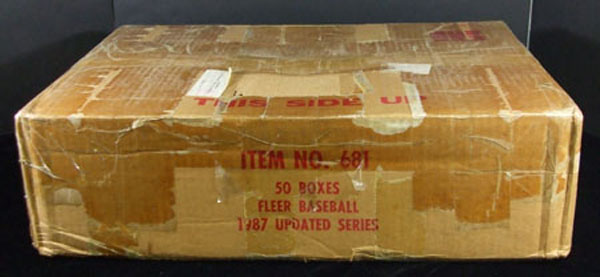 THIS SIDE UP
ITEM NO. 681
50 BOXES
FLEER BASEBALL
1987 UPDATED SERIES